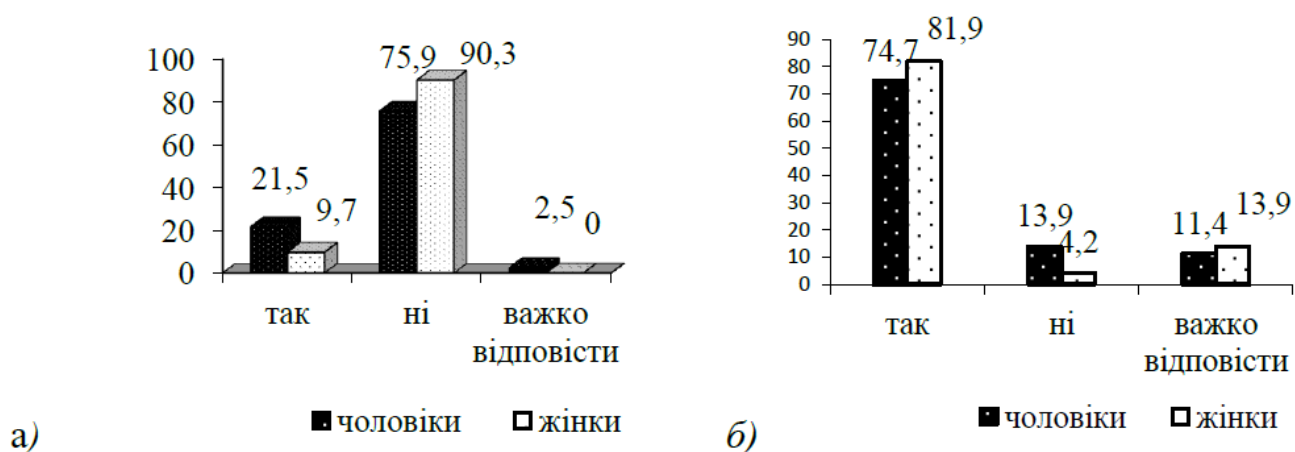 100
80
60
40
20
0
21,5
9,7
75,9
90,3
2,5
0
так
ні
важко
відповісти
чоловіки
жінки
а)
90
80
70
60
50
40
30
20
10
0
74,7
81,9
13,9
4,2
11,4
13,9
так
ні
важко
відповісти
чоловіки
жінки
б)